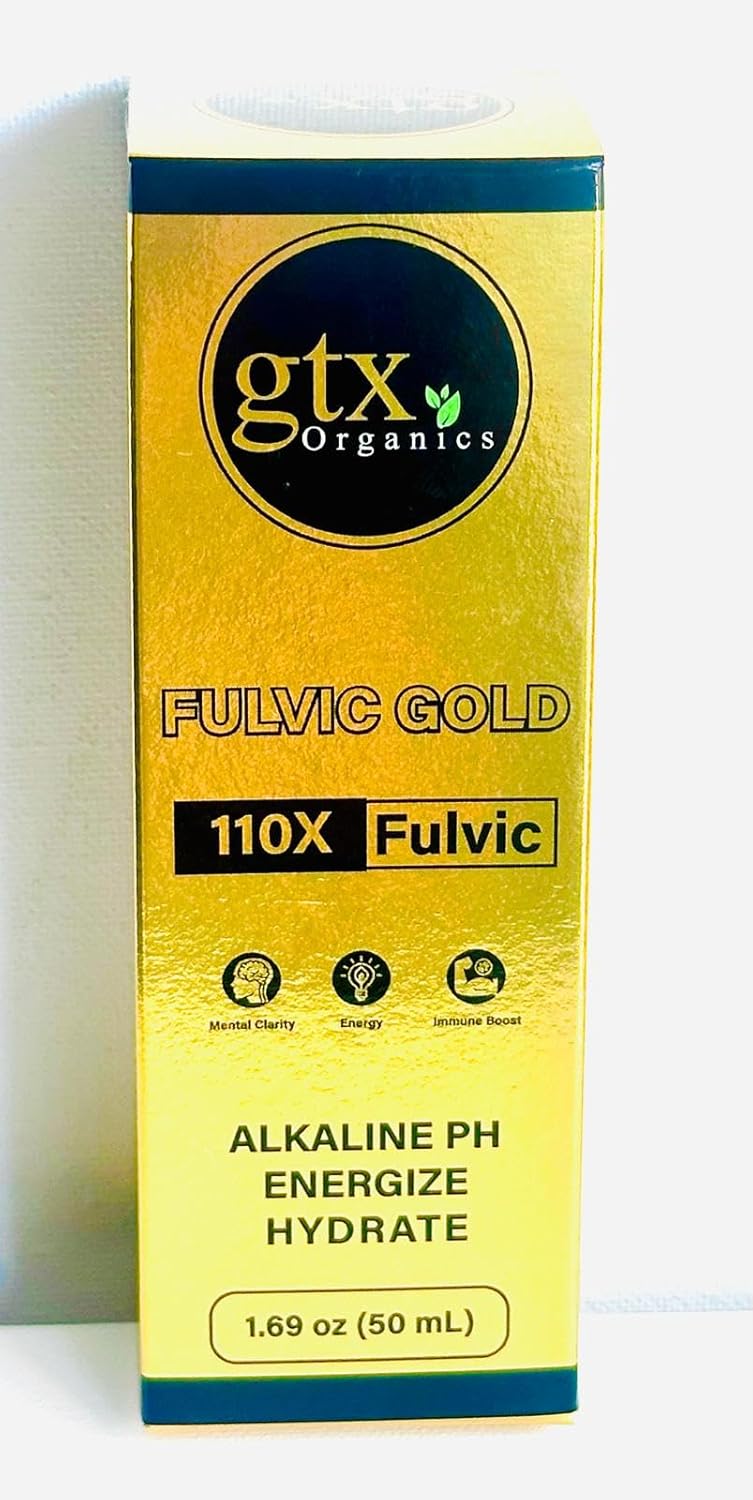 gtx
Organics
FULVIC GOLD
110X Fulvic
Mental Clarity Energy Immune Boost
ALKALINE PH
ENERGIZE
HYDRATE
1.69 oz (50 mL)